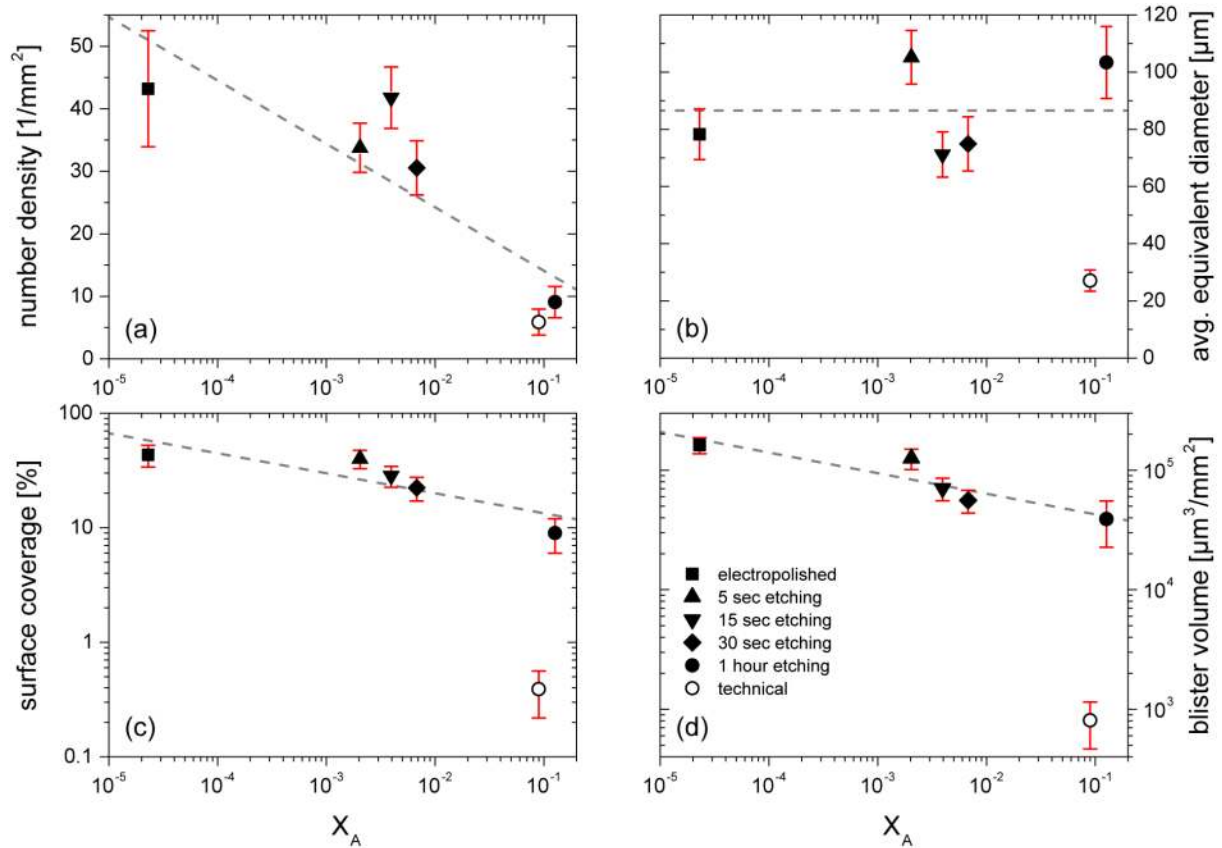 number density [1/mm²]
50
40
30
20
10
0
(a)
10⁻⁵ 10⁻⁴ 10⁻³ 10⁻² 10⁻¹
120
100
80
60
40
20
0
avg. equivalent diameter [µm]
(b)
10⁻⁵ 10⁻⁴ 10⁻³ 10⁻² 10⁻¹
surface coverage [%]
100
10
1
0.1
(c)
10⁻⁵ 10⁻⁴ 10⁻³ 10⁻² 10⁻¹
X_A
10⁵
10⁴
10³
blister volume [µm³/mm²]
electropolished
5 sec etching
15 sec etching
30 sec etching
1 hour etching
technical
(d)
10⁻⁵ 10⁻⁴ 10⁻³ 10⁻² 10⁻¹
X_A